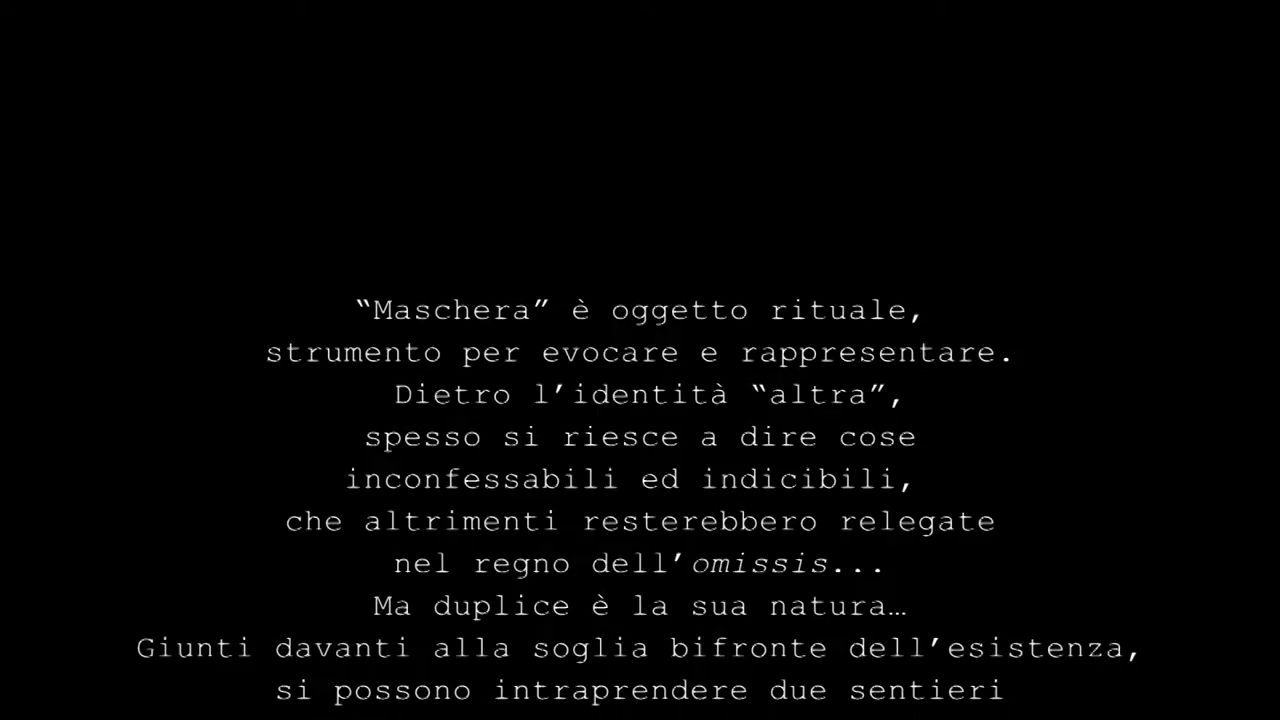 “Maschera” è oggetto rituale,
strumento per evocare e rappresentare.
Dietro l’identità “altra”,
spesso si riesce a dire cose
inconfessabili ed indicibili,
che altrimenti resterebbero relegate
nel regno dell’omissis...
Ma duplice è la sua natura…
Giunti davanti alla soglia bifronte dell’esistenza,
si possono intraprendere due sentieri